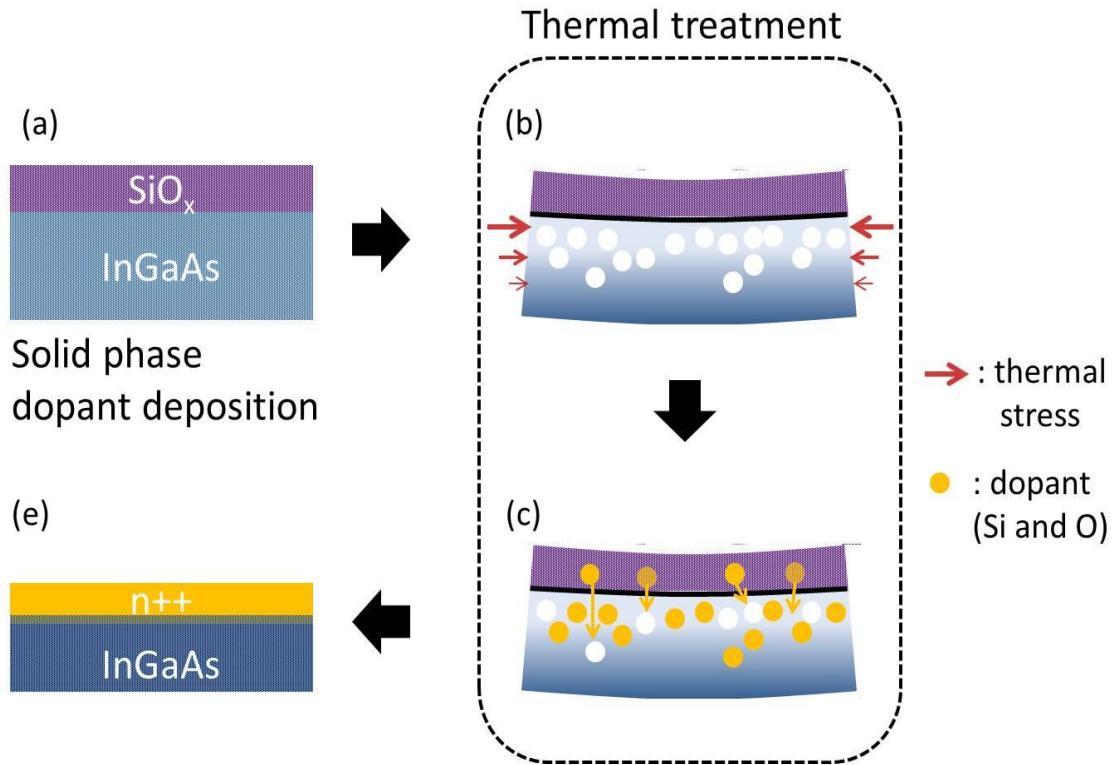 Thermal treatment
(a)
SiOₓ
InGaAs
Solid phase
dopant deposition
(b)
: thermal
stress
: dopant
(Si and O)
(c)
(e)
n++
InGaAs